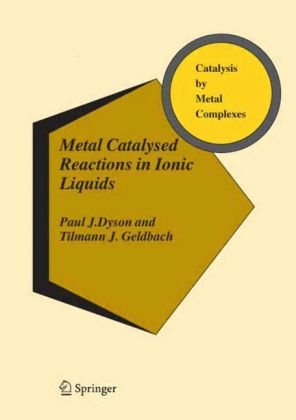 Catalysis
by
Metal
Complexes
Metal Catalysed
Reactions in Ionic
Liquids
Paul J.Dyson and
Tilmann J. Geldbach
Springer